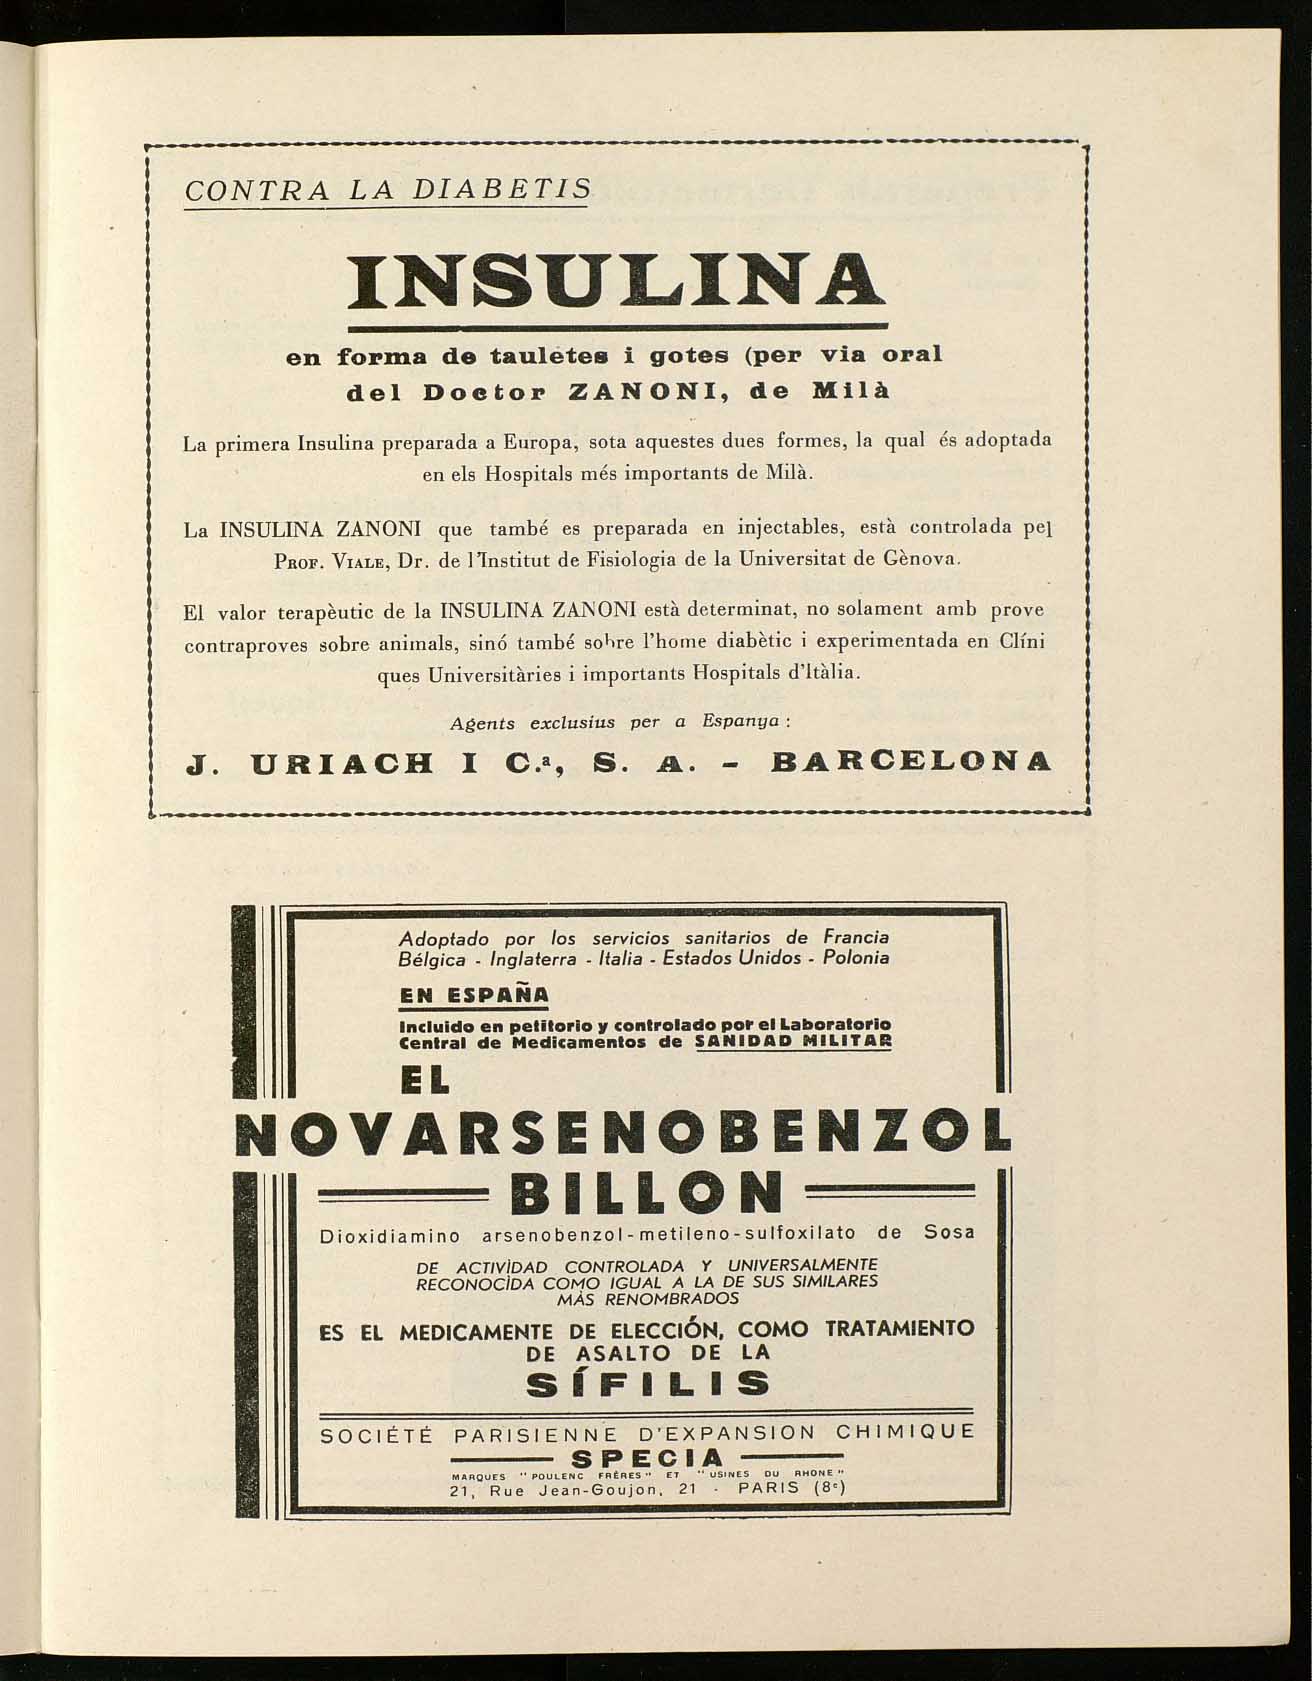 CONTRA LA DIABETIS
INSULINA
en forma de tauletes i gotes (per via oral
del Doctor ZANONI, de Milà
La primera Insulina preparada a Europa, sota aquestes dues formes, la qual és adoptada
en els Hospitals més importants de Milà.
La INSULINA ZANONI que també es preparada en injectables, està controlada pel
PROF. VIALE, Dr. de l'Institut de Fisiologia de la Universitat de Gènova.
El valor terapèutic de la INSULINA ZANONI està determinat, no solament amb prove
contraproves sobre animals, sinó també sobre l'home diabètic i experimentada en Clíni
ques Universitàries i importants Hospitals d'Itàlia.
Agents exclusius per a Espanya :
J. URIACH I C.ª, S. A. - BARCELONA
Adoptado por los servicios sanitarios de Francia
Bélgica - Inglaterra - Italia - Estados Unidos - Polonia
EN ESPAÑA
Incluido en petitorio y controlado por el Laboratorio
Central de Medicamentos de SANIDAD MILITAR
EL
NOVARSENOBENZOL
BILLON
Dioxidiamino arsenobenzol-metileno-sulfoxilato de Sosa
DE ACTIVIDAD CONTROLADA Y UNIVERSALMENTE
RECONOCIDA COMO IGUAL A LA DE SUS SIMILARES
MÁS RENOMBRADOS
ES EL MEDICAMENTE DE ELECCIÓN, COMO TRATAMIENTO
DE ASALTO DE LA
SÍFILIS
SOCIÉTÉ PARISIENNE D'EXPANSION CHIMIQUE
SPECIA
MARQUES "POULENC FRÈRES" ET "USINES DU RHONE"
21, Rue Jean-Goujon, 21 - PARIS (8e)